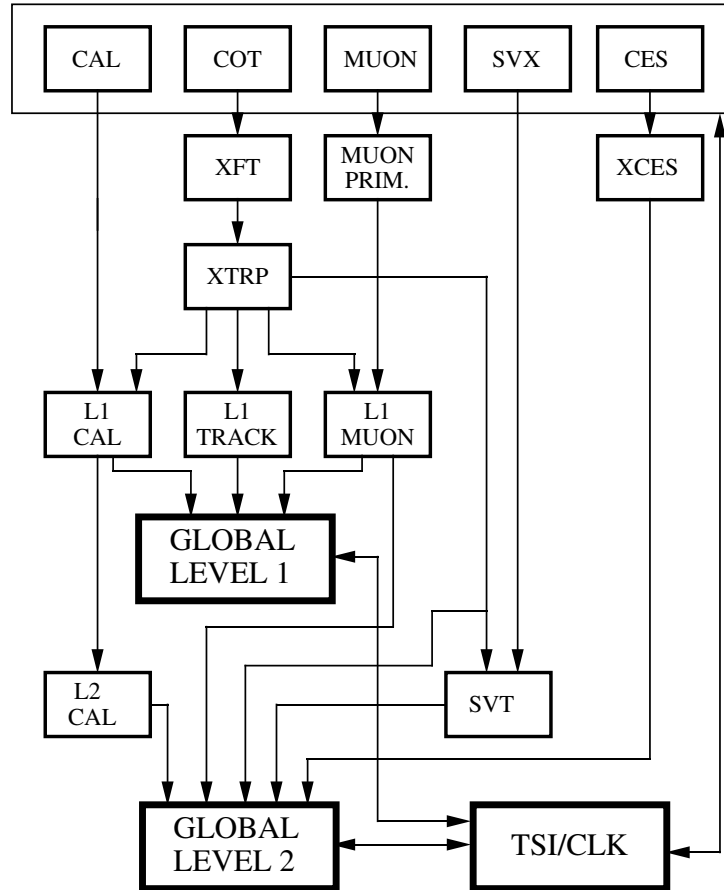 CAL
COT
MUON
SVX
CES
XFT
MUON
PRIM.
XCES
XTRP
L1
CAL
L1
TRACK
L1
MUON
GLOBAL
LEVEL 1
L2
CAL
SVT
GLOBAL
LEVEL 2
TSI/CLK